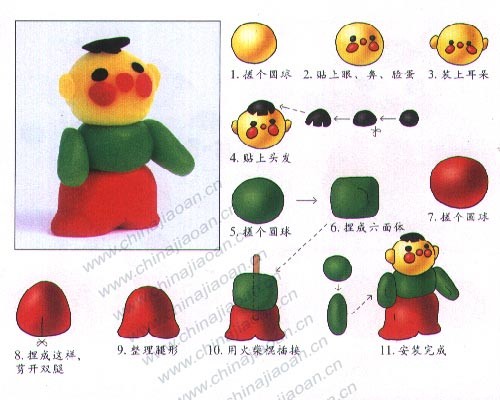 1. 搓个圆球
2. 贴上眼、鼻、脸蛋
3. 装上耳朵
4. 贴上头发
5. 搓个圆球
6. 捏成六面体
7. 搓个圆球
8. 捏成这样,
剪开双腿
9. 整理腿形
10. 用火柴棍插接
11. 安装完成
www.chinajiaoan.cn
www.chinajiaoan.cn
www.chinajiaoan.cn
www.chinajiaoan.cn